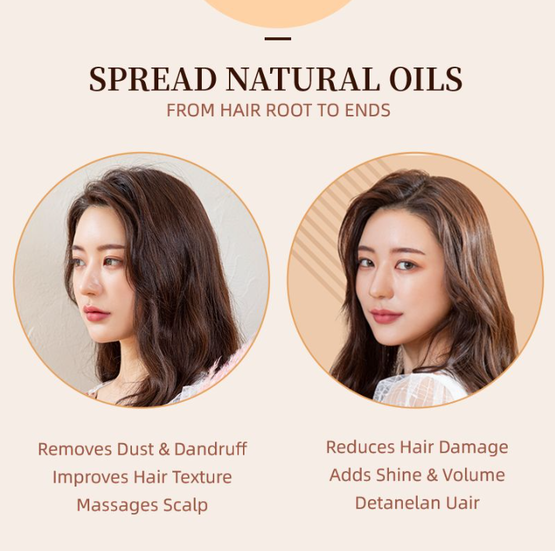 SPREAD NATURAL OILS
FROM HAIR ROOT TO ENDS
Removes Dust & Dandruff
Improves Hair Texture
Massages Scalp
Reduces Hair Damage
Adds Shine & Volume
Detanelan Uair